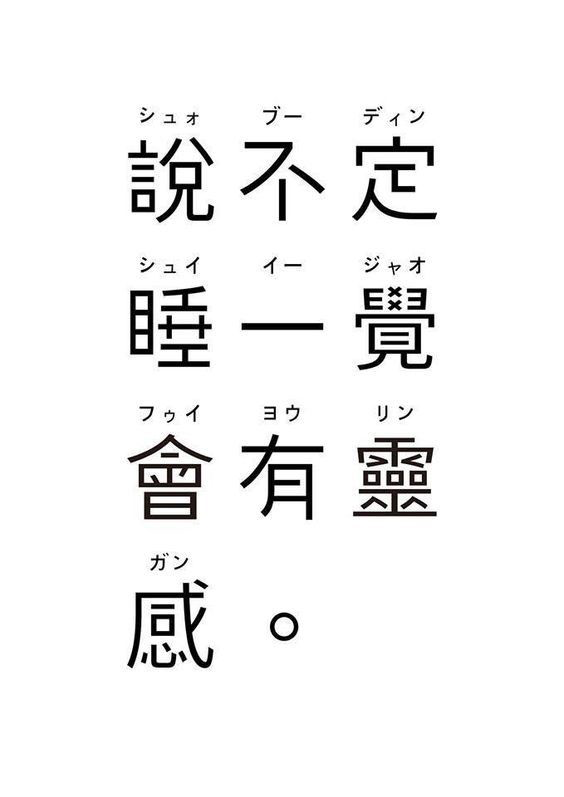 シュォ ブー ディン
說不定
シュイ イー ジャオ
睡一覺
フゥイ ヨウ リン
會有靈
ガン
感。